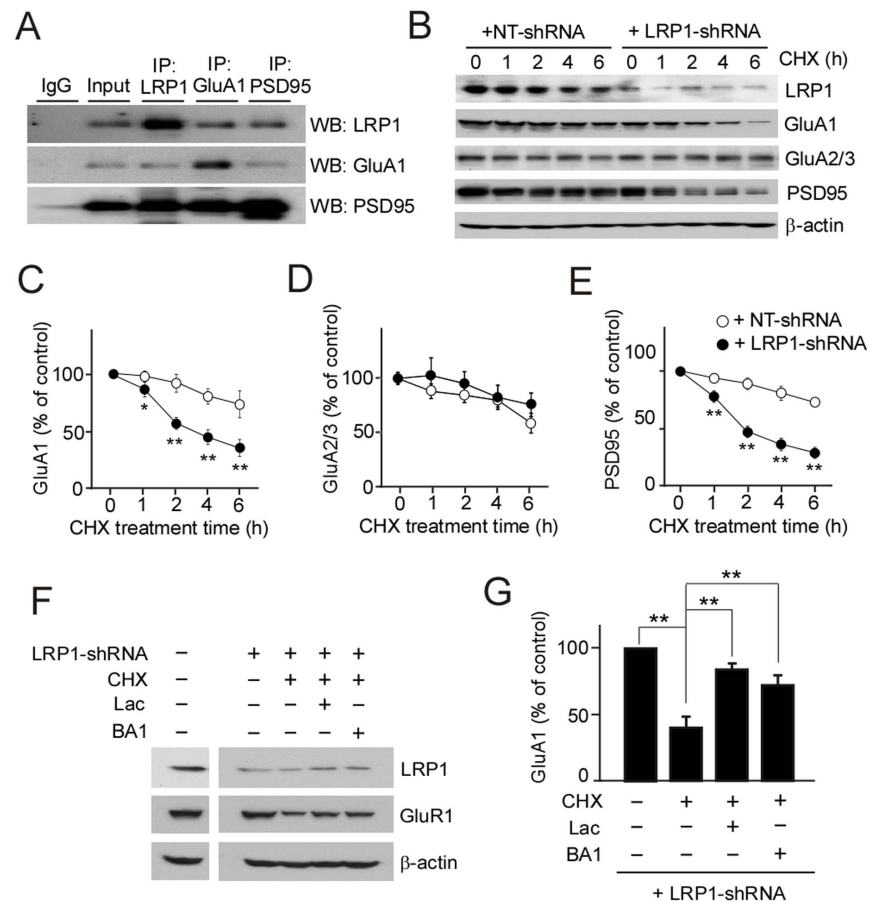 A
IP: IP: IP:
IgG Input LRP1 GluA1 PSD95
WB: LRP1
WB: GluA1
WB: PSD95
B
+NT-shRNA + LRP1-shRNA
0 1 2 4 6 0 1 2 4 6 CHX (h)
LRP1
GluA1
GluA2/3
PSD95
β-actin
C
GluA1 (% of control)
100
50
0
0 1 2 4 6
CHX treatment time (h)
*
**
**
**
D
GluA2/3 (% of control)
100
50
0
0 1 2 4 6
CHX treatment time (h)
E
+ NT-shRNA
+ LRP1-shRNA
PSD95 (% of control)
100
50
0
0 1 2 4 6
CHX treatment time (h)
**
**
**
**
F
LRP1-shRNA − + + + +
CHX − − + + +
Lac − − − + −
BA1 − − − − +
LRP1
GluR1
β-actin
G
**
**
**
GluA1 (% of control)
100
50
0
CHX − + + +
Lac − − + −
BA1 − − − +
+ LRP1-shRNA